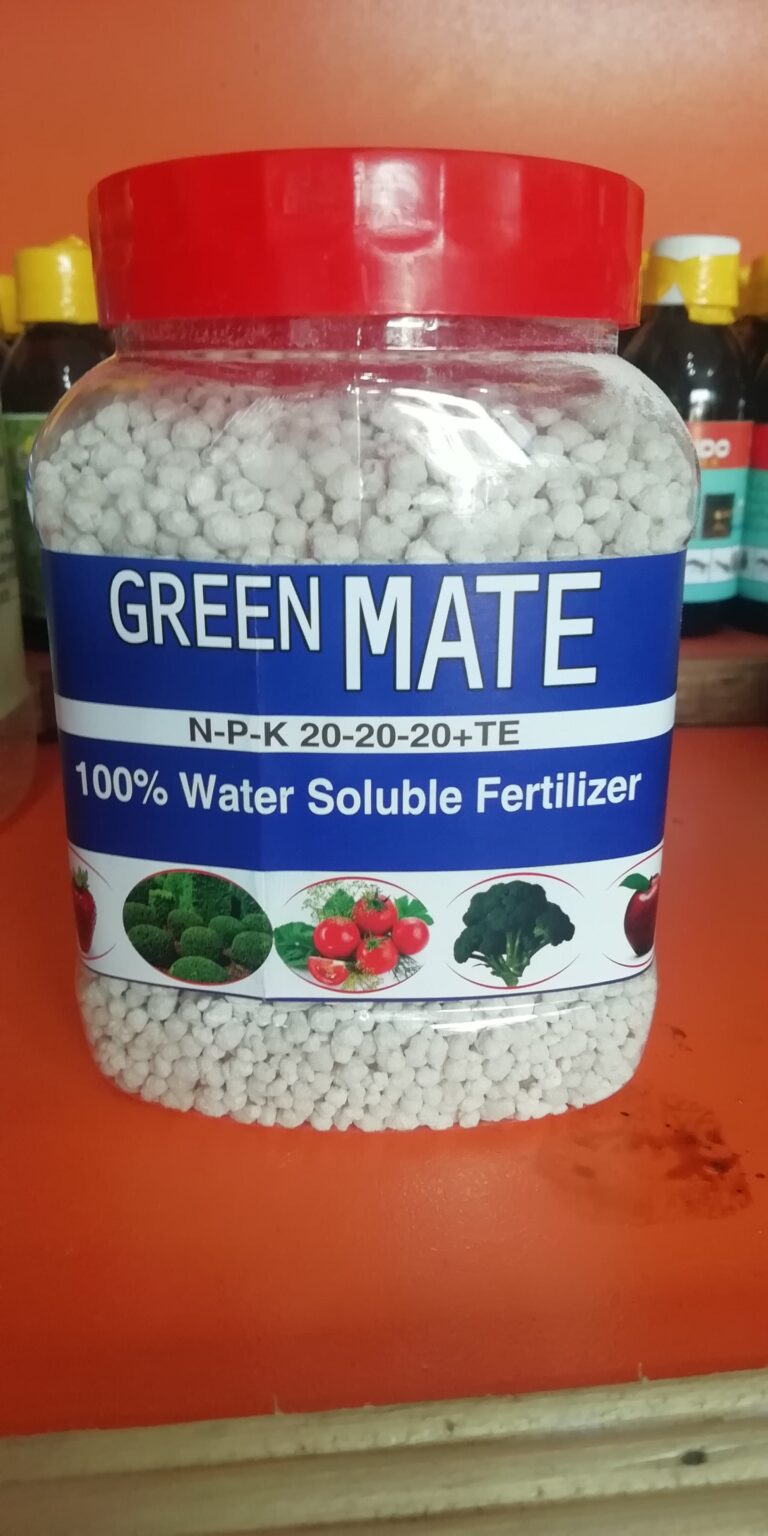 GREEN MATE
N-P-K 20-20-20+TE
100% Water Soluble Fertilizer